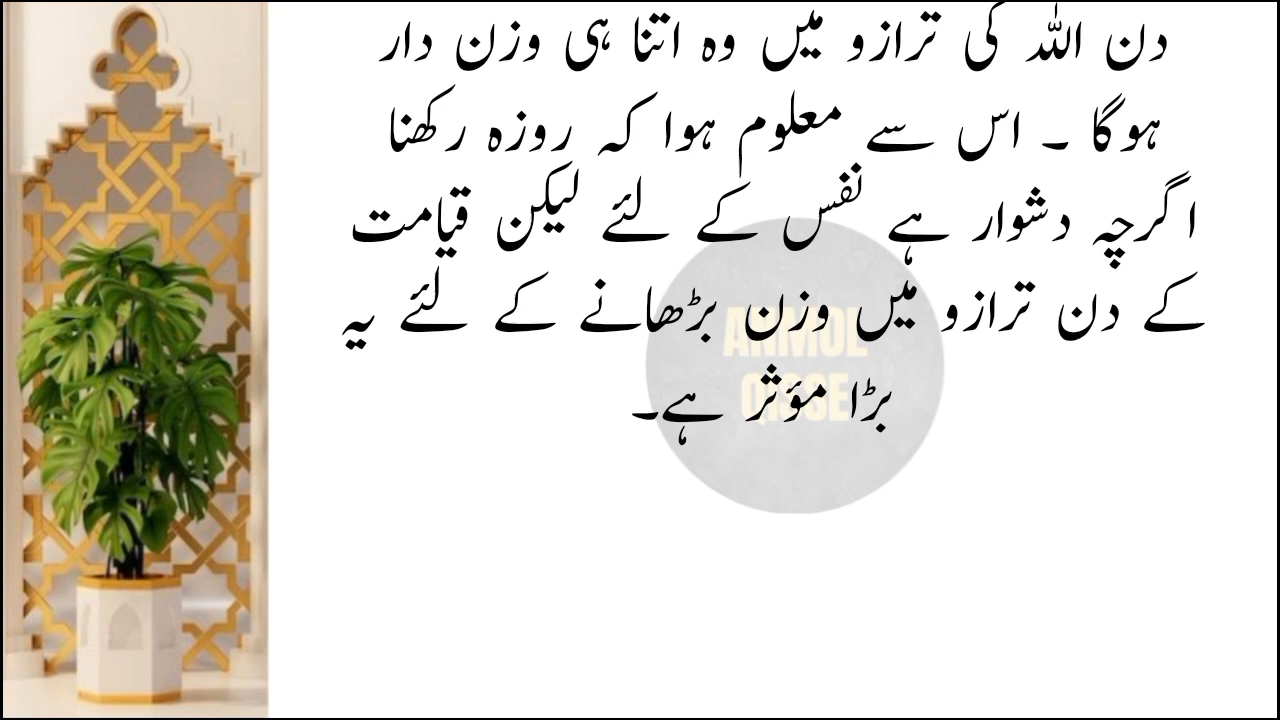 دن اللہ کی ترازو میں وہ اتنا ہی وزن دار
ہوگا ۔ اس سے معلوم ہوا کہ روزہ رکھنا
اگرچہ دشوار ہے نفس کے لئے لیکن قیامت
کے دن ترازو میں وزن بڑھانے کے لئے یہ
بڑا مؤثر ہے۔
ANMOL
QISSE